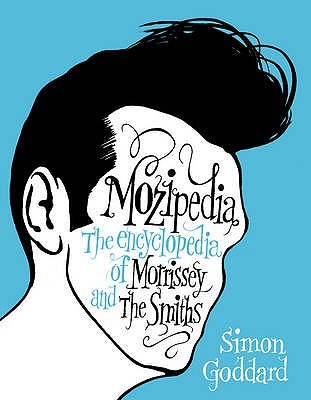 Mozipedia
The encyclopedia
of Morrissey
and The Smiths
Simon
Goddard